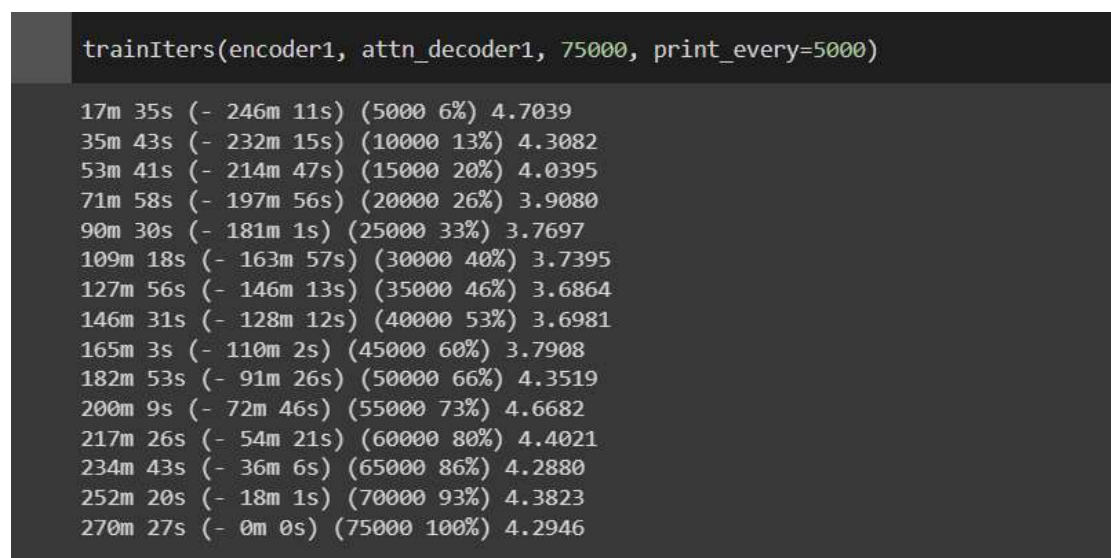 trainIters(encoder1, attn_decoder1, 75000, print_every=5000)
17m 35s (- 246m 11s) (5000 6%) 4.7039
35m 43s (- 232m 15s) (10000 13%) 4.3082
53m 41s (- 214m 47s) (15000 20%) 4.0395
71m 58s (- 197m 56s) (20000 26%) 3.9080
90m 30s (- 181m 1s) (25000 33%) 3.7697
109m 18s (- 163m 57s) (30000 40%) 3.7395
127m 56s (- 146m 13s) (35000 46%) 3.6864
146m 31s (- 128m 12s) (40000 53%) 3.6981
165m 3s (- 110m 2s) (45000 60%) 3.7908
182m 53s (- 91m 26s) (50000 66%) 4.3519
200m 9s (- 72m 46s) (55000 73%) 4.6682
217m 26s (- 54m 21s) (60000 80%) 4.4021
234m 43s (- 36m 6s) (65000 86%) 4.2880
252m 20s (- 18m 1s) (70000 93%) 4.3823
270m 27s (- 0m 0s) (75000 100%) 4.2946